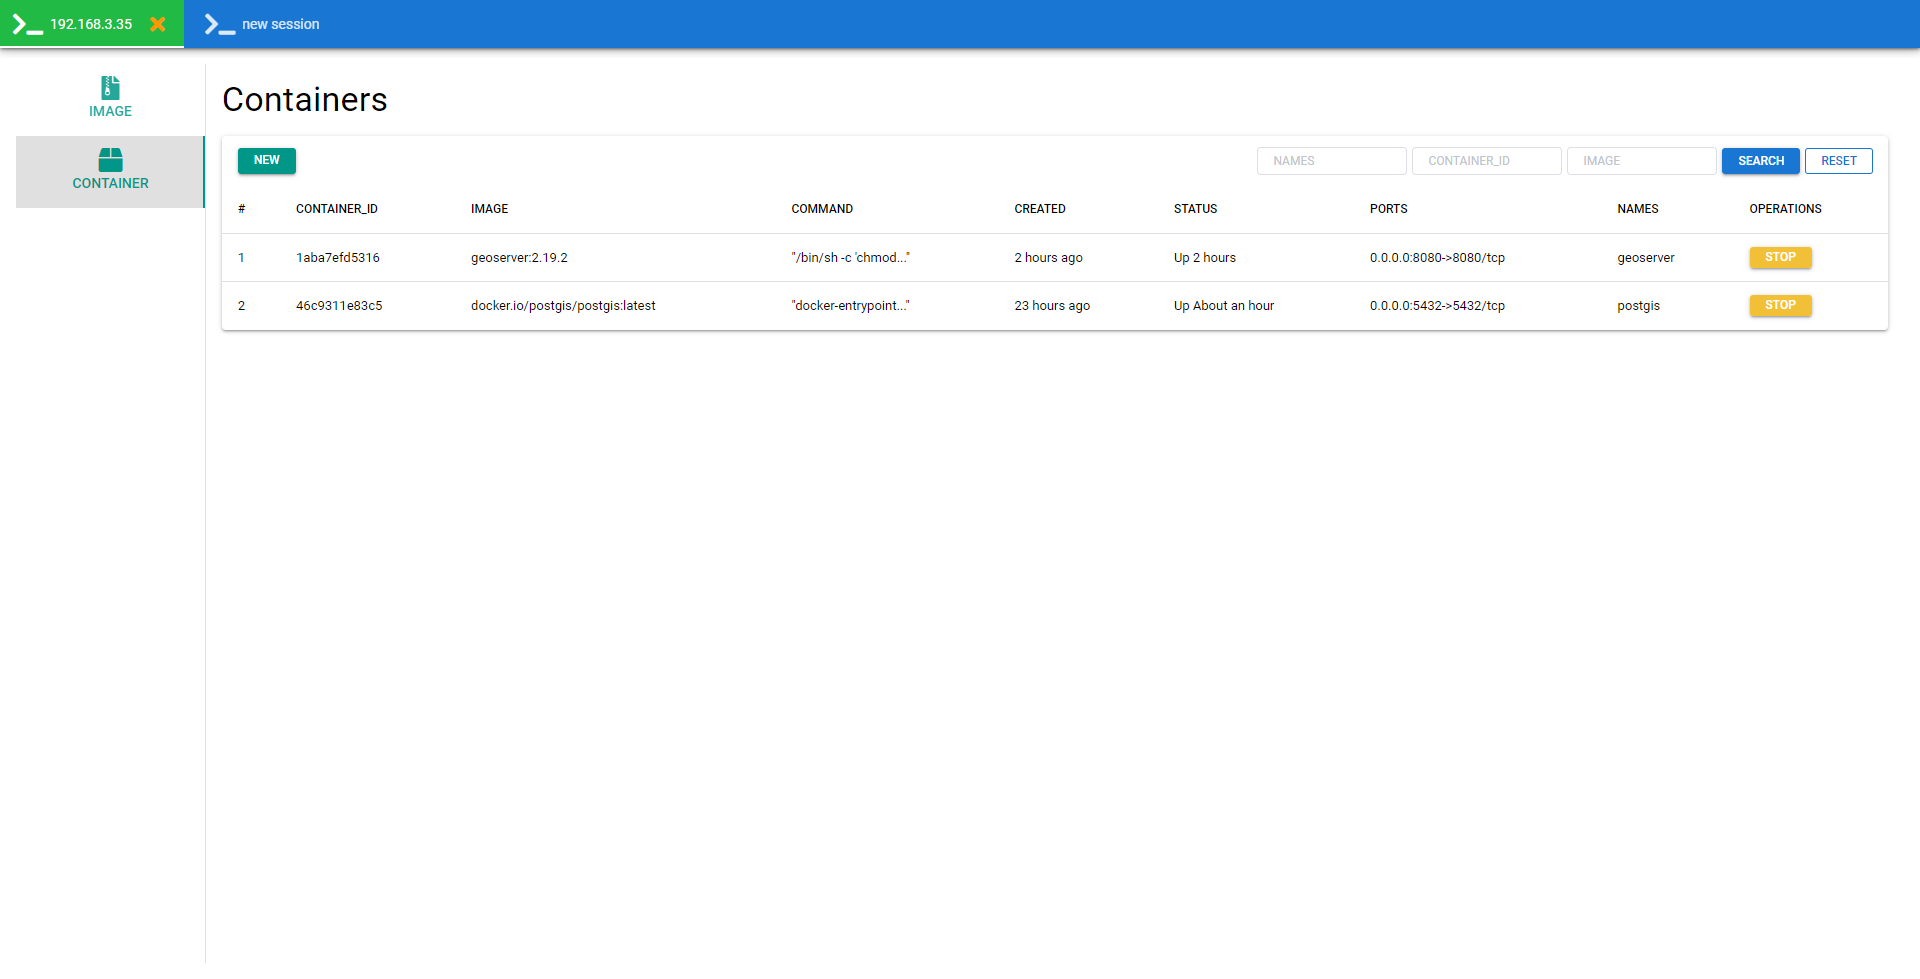 192.168.3.35 new session
IMAGE
CONTAINER
Containers
NEW NAMES CONTAINER_ID IMAGE SEARCH RESET
# CONTAINER_ID IMAGE COMMAND CREATED STATUS PORTS NAMES OPERATIONS
1 1aba7efd5316 geoserver:2.19.2 "/bin/sh -c 'chmod..." 2 hours ago Up 2 hours 0.0.0.0:8080->8080/tcp geoserver STOP
2 46c9311e83c5 docker.io/postgis/postgis:latest "docker-entrypoint..." 23 hours ago Up About an hour 0.0.0.0:5432->5432/tcp postgis STOP